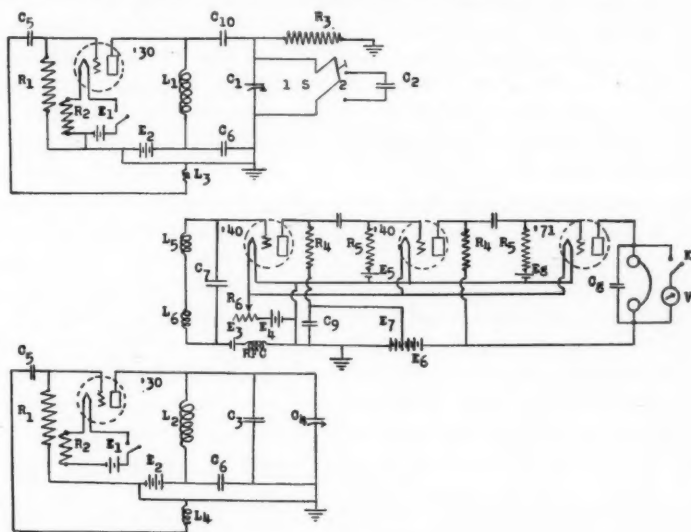 C5 C10 R3
'30
R1 L1 C1 1 S 2 C2
R2 E1
E2 C6
L3
L5 '40 R4 '40 R4 '71
R5 R5
C7 E5 E8 C8 K
R6 V
E3 E4 C9 E7
L6 RFC E6
C5
'30
R1 L2 C3 C4
R2 E1
E2 C6
L4